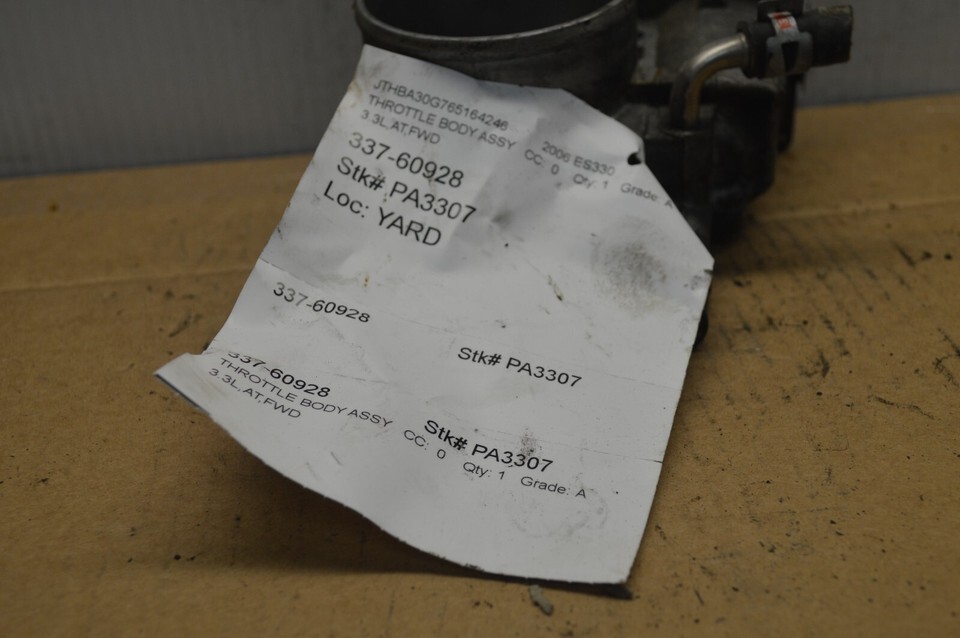 JTHBA30G765164246 2006 ES330
THROTTLE BODY ASSY CC: 0 Qty: 1 Grade: A
3.3L,AT,FWD
337-60928
Stk# PA3307
Loc: YARD
337-60928
Stk# PA3307
337-60928
Stk# PA3307
THROTTLE BODY ASSY CC: 0 Qty: 1 Grade: A
3.3L,AT,FWD